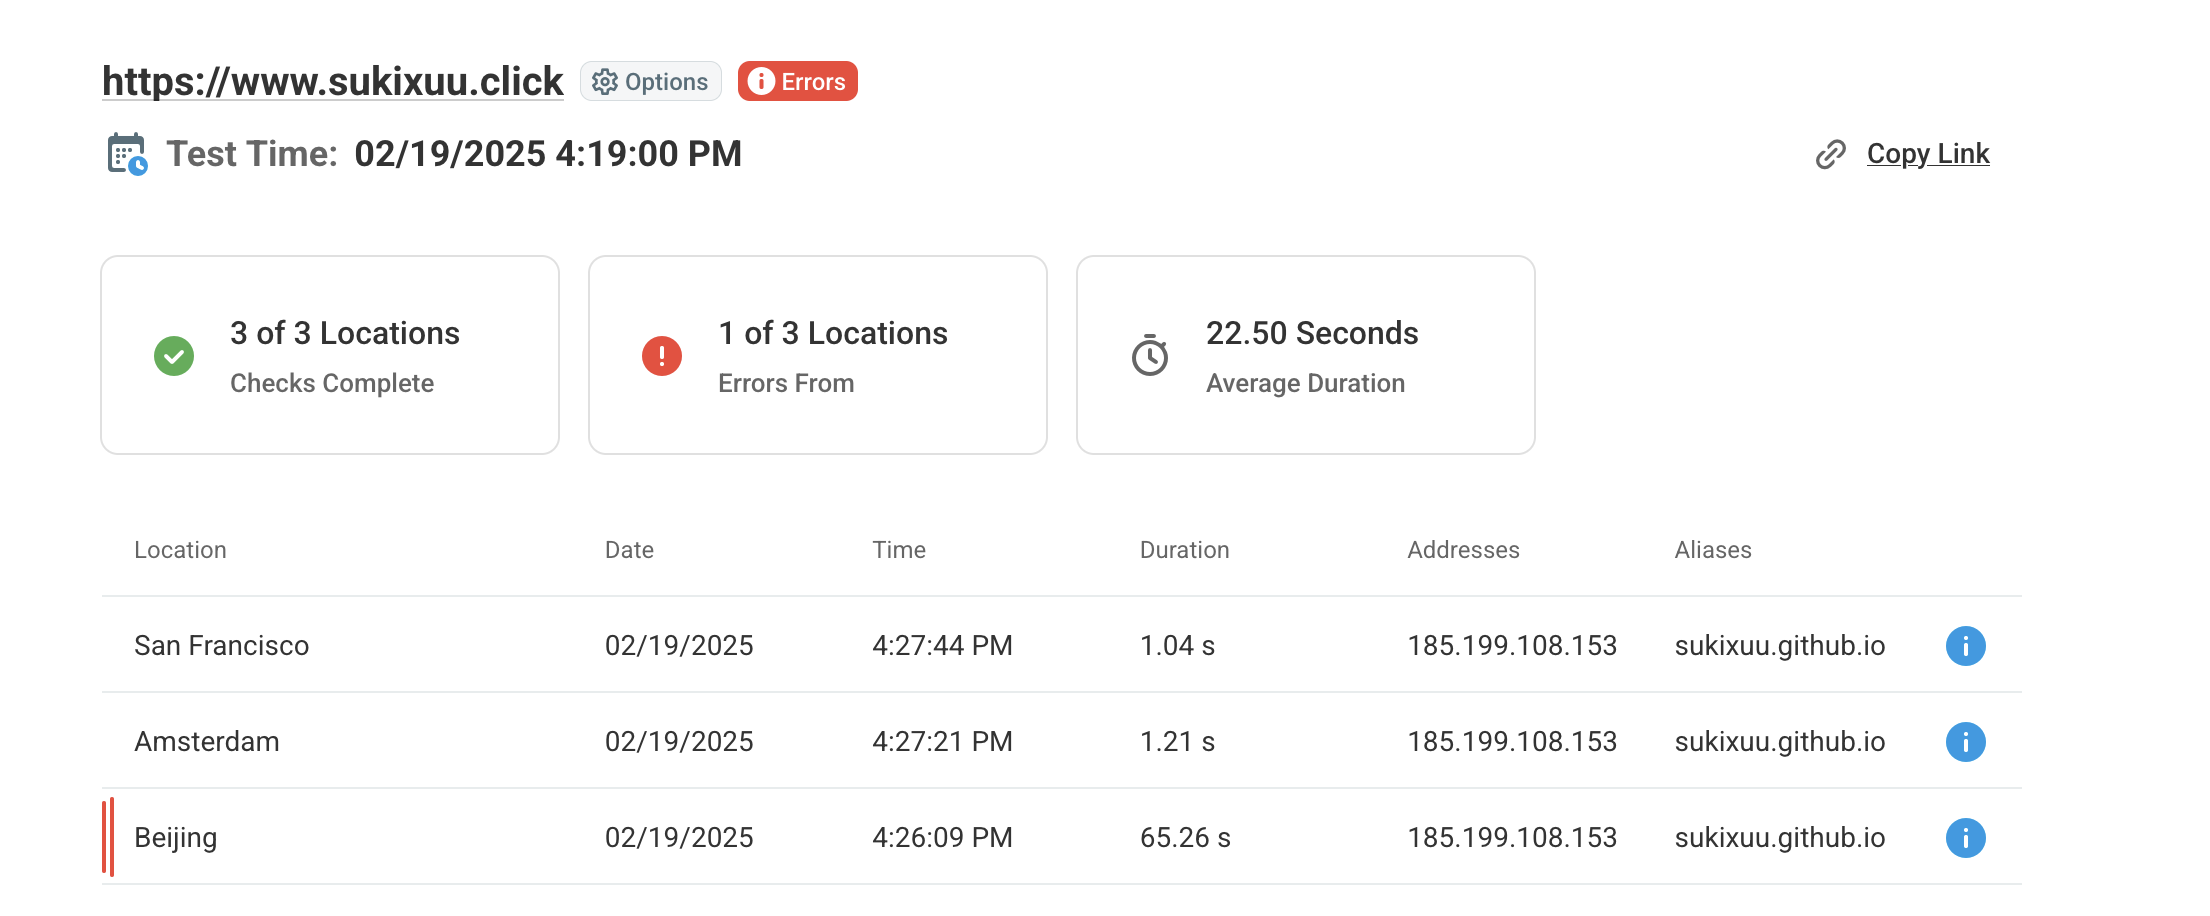 https://www.sukixuu.click Options Errors
Test Time: 02/19/2025 4:19:00 PM Copy Link
3 of 3 Locations
Checks Complete
1 of 3 Locations
Errors From
22.50 Seconds
Average Duration
Location Date Time Duration Addresses Aliases
San Francisco 02/19/2025 4:27:44 PM 1.04 s 185.199.108.153 sukixuu.github.io
Amsterdam 02/19/2025 4:27:21 PM 1.21 s 185.199.108.153 sukixuu.github.io
Beijing 02/19/2025 4:26:09 PM 65.26 s 185.199.108.153 sukixuu.github.io